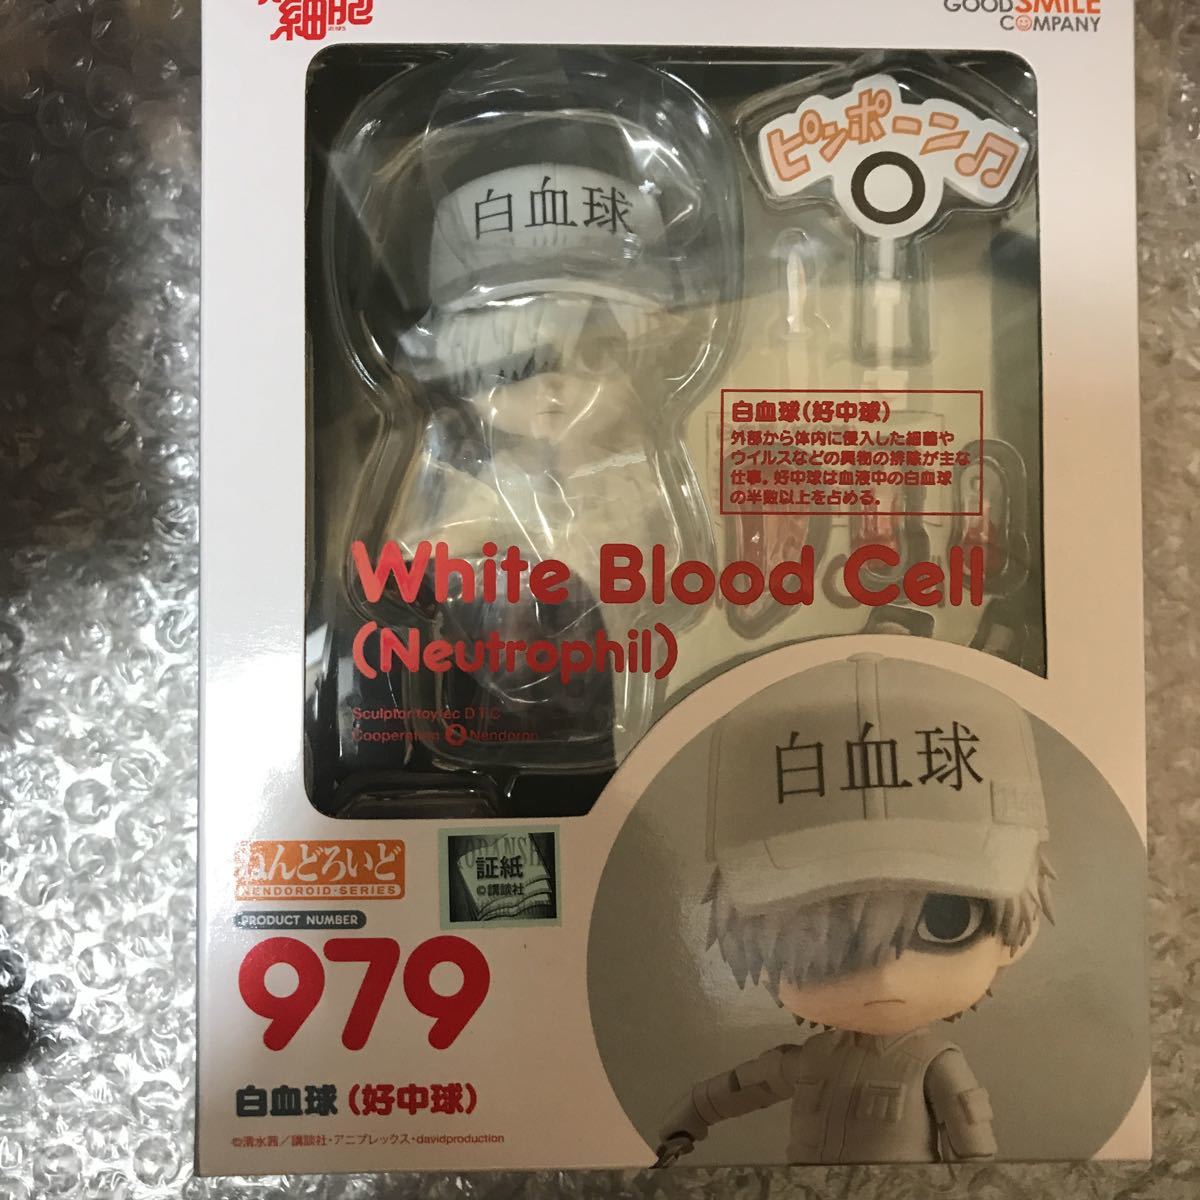 細胞
GOOD SMILE
COMPANY
ピンポーン♫
白血球
白血球(好中球)
外部から体内に侵入した細菌や
ウイルスなどの異物の排除が主な
仕事。好中球は血液中の白血球
の半数以上を占める。
White Blood Cell
(Neutrophil)
Sculptor toytec D.T.C
Cooperation Nendoron
白血球
ねんどろいど
NENDOROID・SERIES
証紙
©講談社
PRODUCT NUMBER
979
白血球(好中球)
©清水茜/講談社・アニプレックス・davidproduction